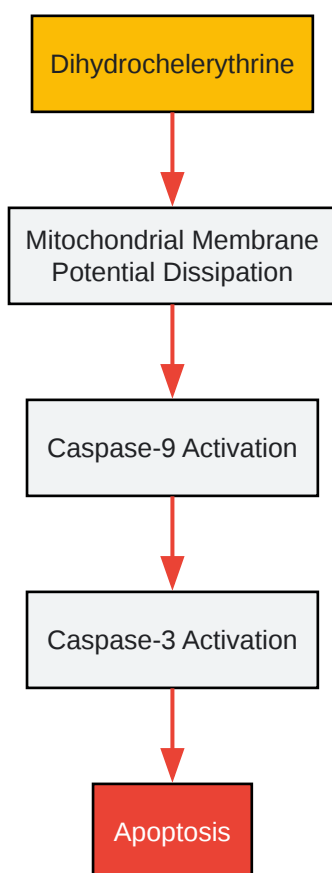 Dihydrochelerythrine
Mitochondrial Membrane
Potential Dissipation
Caspase-9 Activation
Caspase-3 Activation
Apoptosis